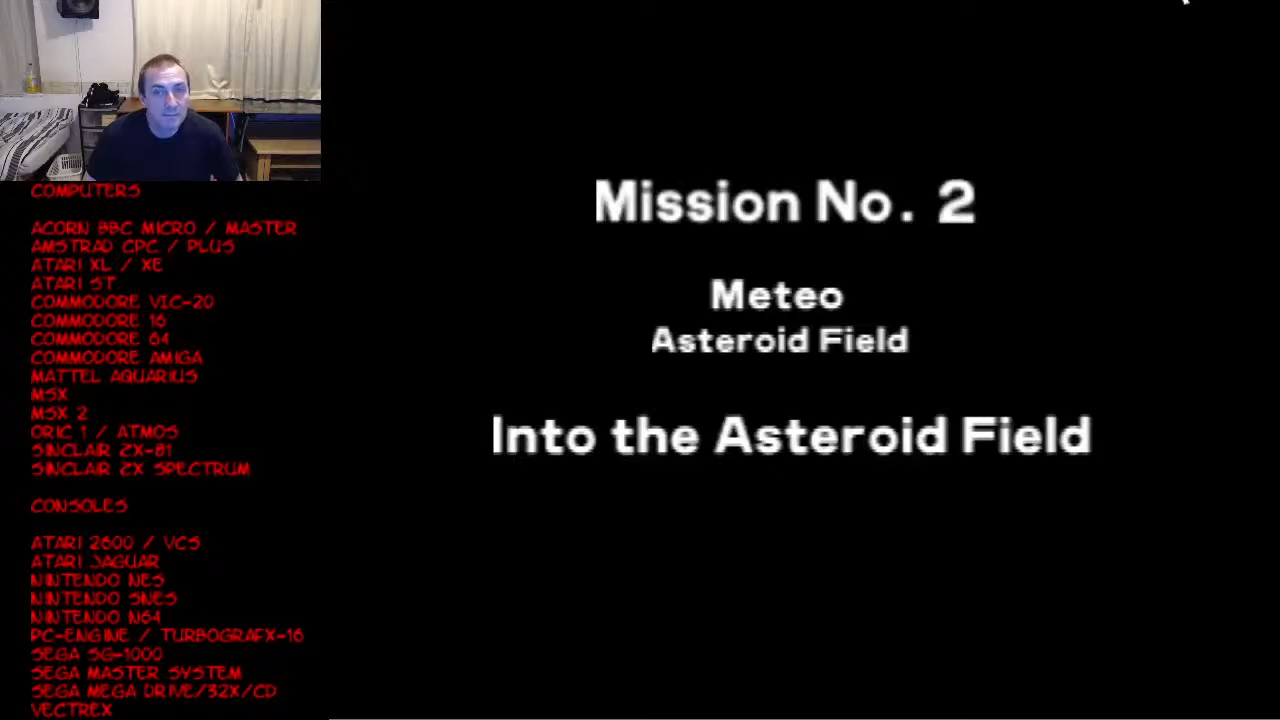 COMPUTERS
ACORN BBC MICRO / MASTER
AMSTRAD CPC / PLUS
ATARI XL / XE
ATARI ST
COMMODORE VIC-20
COMMODORE 16
COMMODORE 64
COMMODORE AMIGA
MATTEL AQUARIUS
MSX
MSX 2
ORIC 1 / ATMOS
SINCLAIR ZX-81
SINCLAIR ZX SPECTRUM
CONSOLES
ATARI 2600 / VCS
ATARI JAGUAR
NINTENDO NES
NINTENDO SNES
NINTENDO N64
PC-ENGINE / TURBOGRAFX-16
SEGA SG-1000
SEGA MASTER SYSTEM
SEGA MEGA DRIVE/32X/CD
VECTREX
Mission No. 2
Meteo
Asteroid Field
Into the Asteroid Field